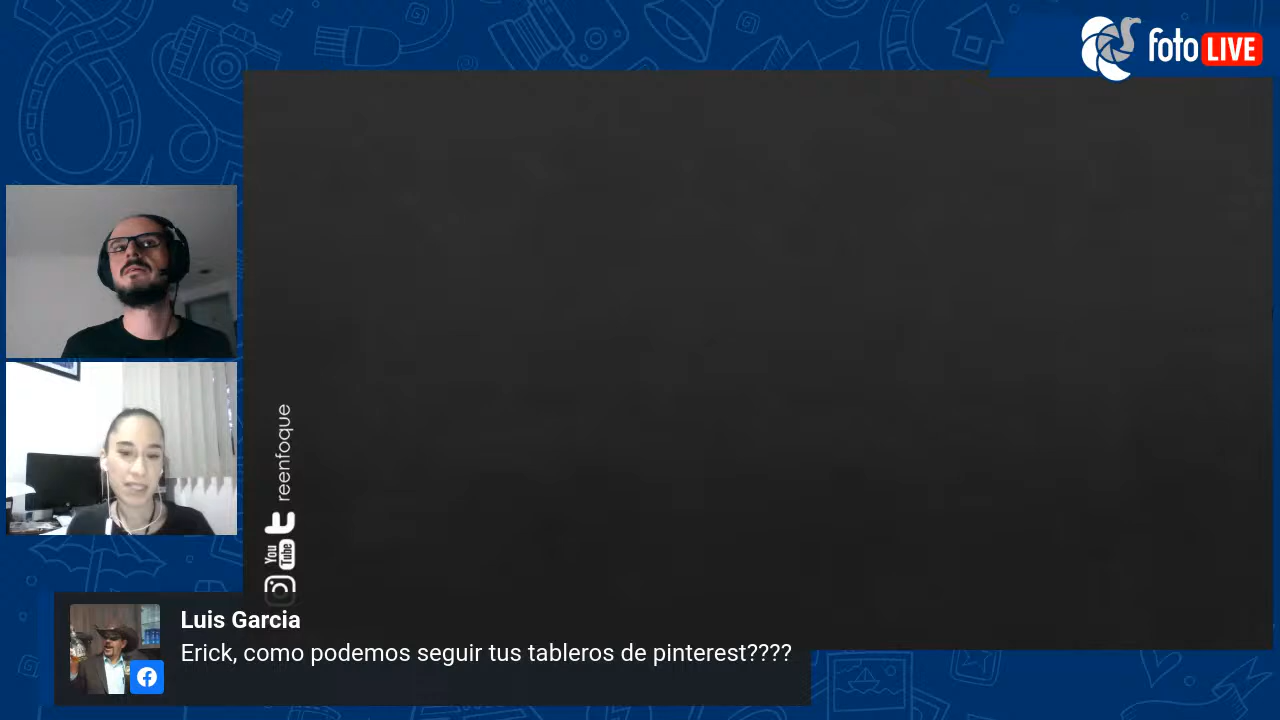 foto LIVE
reenfoque
You
Tube
Luis Garcia
Erick, como podemos seguir tus tableros de pinterest????